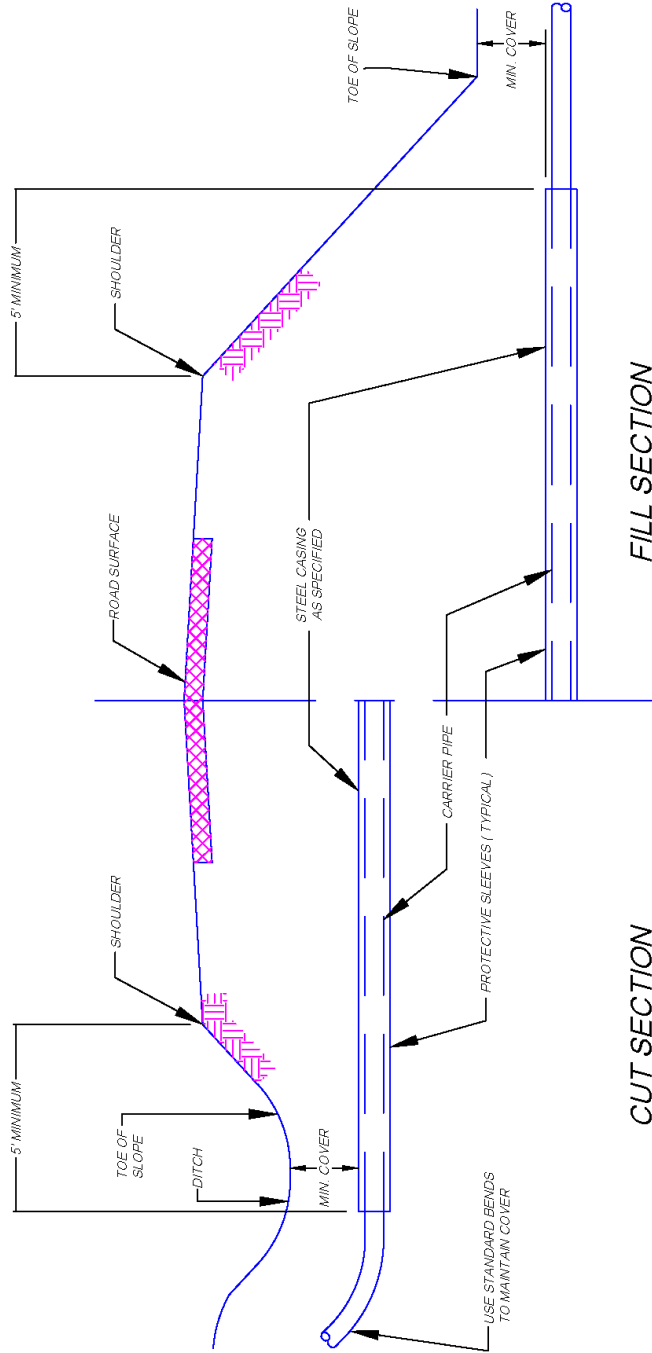 5' MINIMUM
SHOULDER
ROAD SURFACE
SHOULDER
5' MINIMUM
TOE OF
SLOPE
DITCH
MIN. COVER
TOE OF SLOPE
MIN. COVER
STEEL CASING
AS SPECIFIED
CARRIER PIPE
PROTECTIVE SLEEVES ( TYPICAL)
USE STANDARD BENDS
TO MAINTAIN COVER
CUT SECTION
FILL SECTION